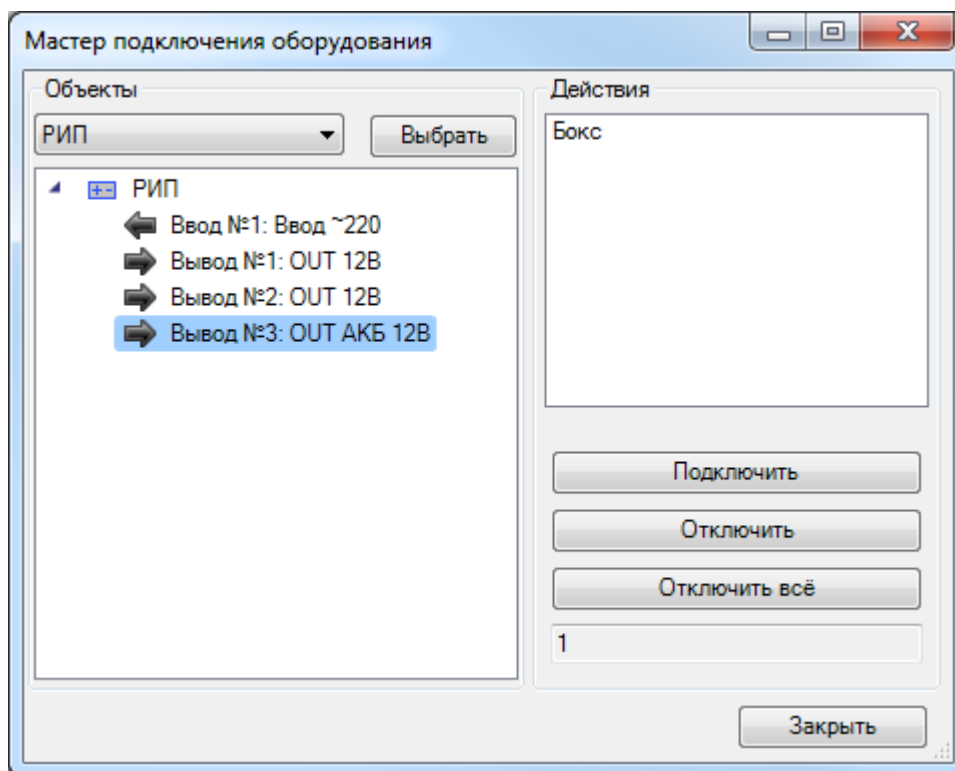 Мастер подключения оборудования
Объекты
РИП
Выбрать
РИП
Ввод №1: Ввод ~220
Вывод №1: OUT 12В
Вывод №2: OUT 12В
Вывод №3: OUT АКБ 12В
Действия
Бокс
Подключить
Отключить
Отключить всё
1
Закрыть